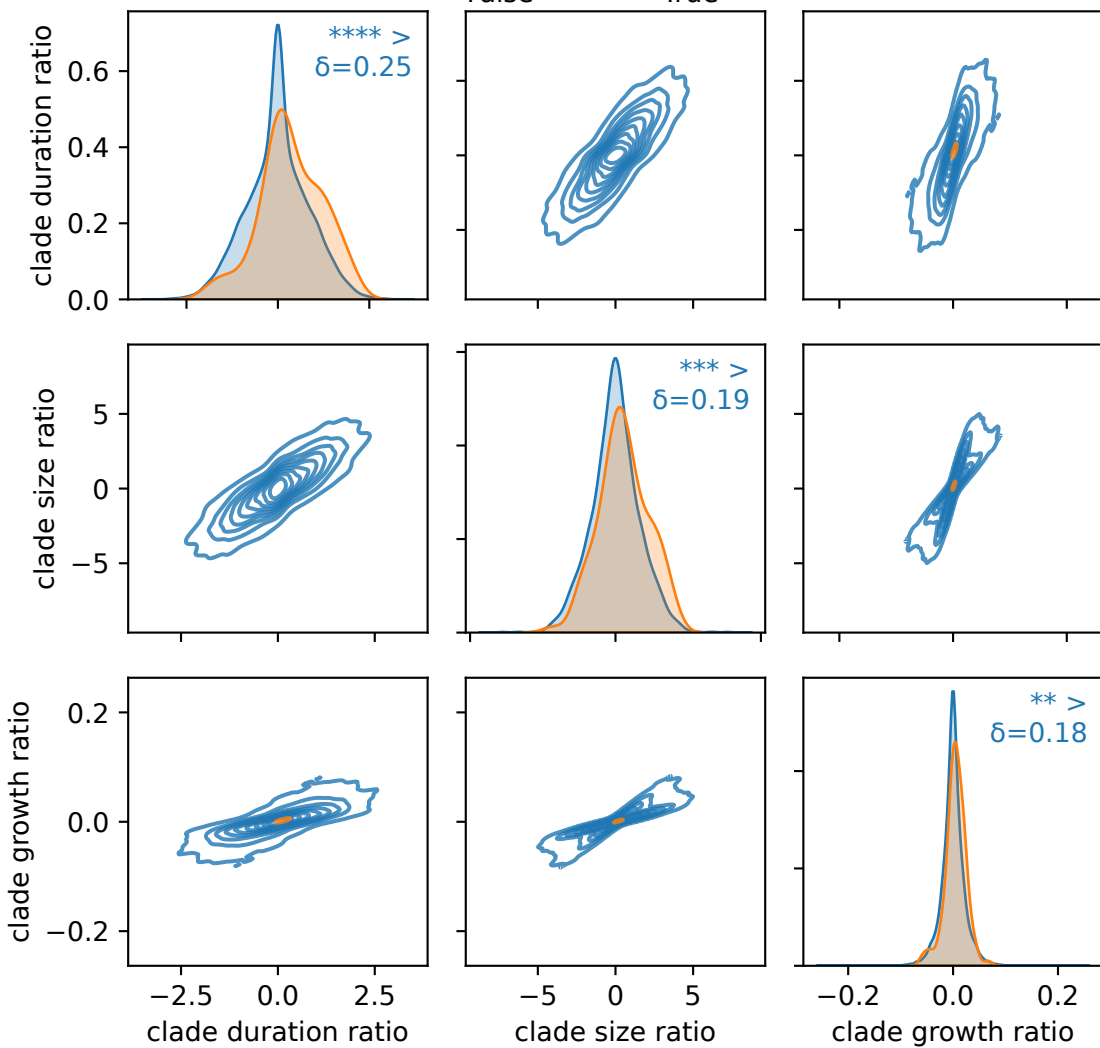 clade duration ratio
0.6
0.4
0.2
0.0
**** >
δ=0.25
clade size ratio
5
0
−5
*** >
δ=0.19
clade growth ratio
0.2
0.0
−0.2
** >
δ=0.18
−2.5 0.0 2.5
−5 0 5
−0.2 0.0 0.2
clade duration ratio
clade size ratio
clade growth ratio